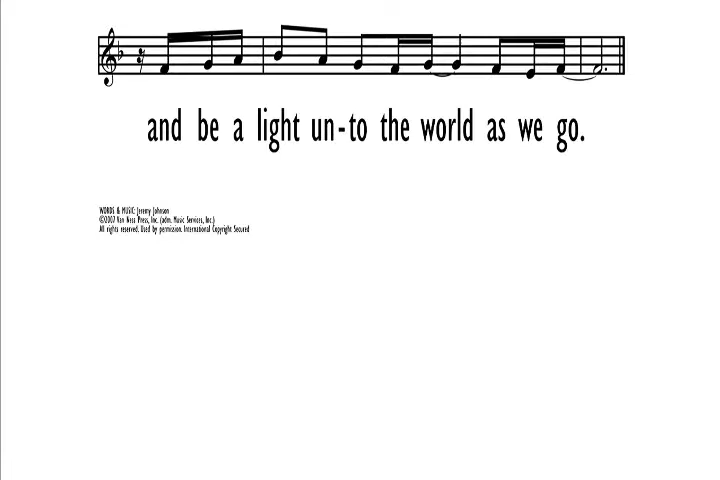 and be a light un-to the world as we go.
WORDS & MUSIC: Jeremy Johnson
©2007 Van Ness Press, Inc. (adm. Music Services, Inc.)
All rights reserved. Used by permission. International Copyright Secured